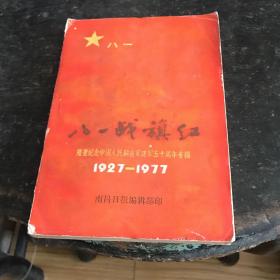 八一
八一战旗红
隆重纪念中国人民解放军建军五十周年专辑
1927—1977
南昌日报编辑部印